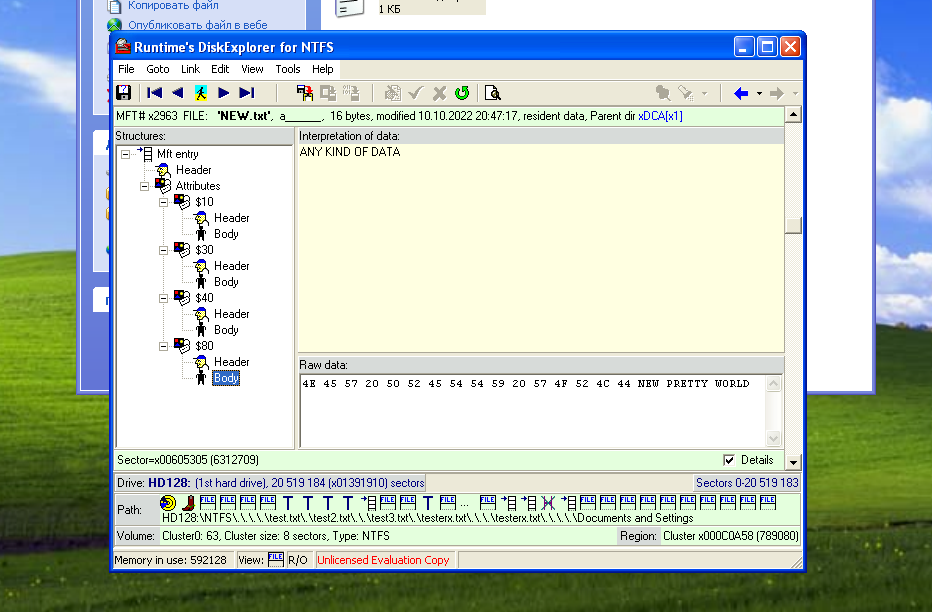 Копировать файл
Опубликовать файл в вебе
1 КБ
Runtime's DiskExplorer for NTFS
File Goto Link Edit View Tools Help
MFT# x2963 FILE: 'NEW.txt', a______, 16 bytes, modified 10.10.2022 20:47:17, resident data, Parent dir xDCA[x1]
Structures:
Interpretation of data:
Mft entry
ANY KIND OF DATA
Header
Attributes
$10
Header
Body
$30
Header
Body
$40
Header
Body
$80
Header
Body
Raw data:
4E 45 57 20 50 52 45 54 54 59 20 57 4F 52 4C 44 NEW PRETTY WORLD
Sector=x00605305 (6312709)
Details
Drive: HD128: (1st hard drive), 20 519 184 (x01391910) sectors
Sectors 0-20 519 183
Path:
HD128:\NTFS\.\.\.\.\test.txt\.\test2.txt\.\.\test3.txt\.\testerx.txt\.\.\.\testerx.txt\.\.\.\.\Documents and Settings
Volume: Cluster0: 63, Cluster size: 8 sectors, Type: NTFS
Region: Cluster x000C0A58 (789080)
Memory in use: 592128 View: FILE R/O Unlicensed Evaluation Copy